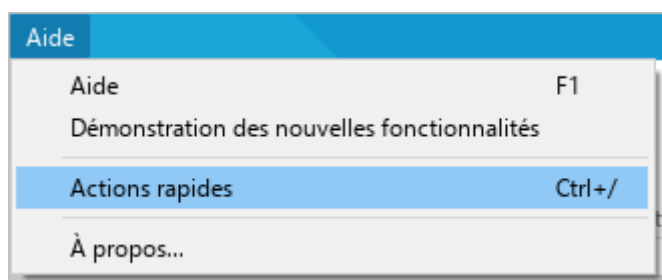 Aide
Aide F1
Démonstration des nouvelles fonctionnalités
Actions rapides Ctrl+/
À propos...